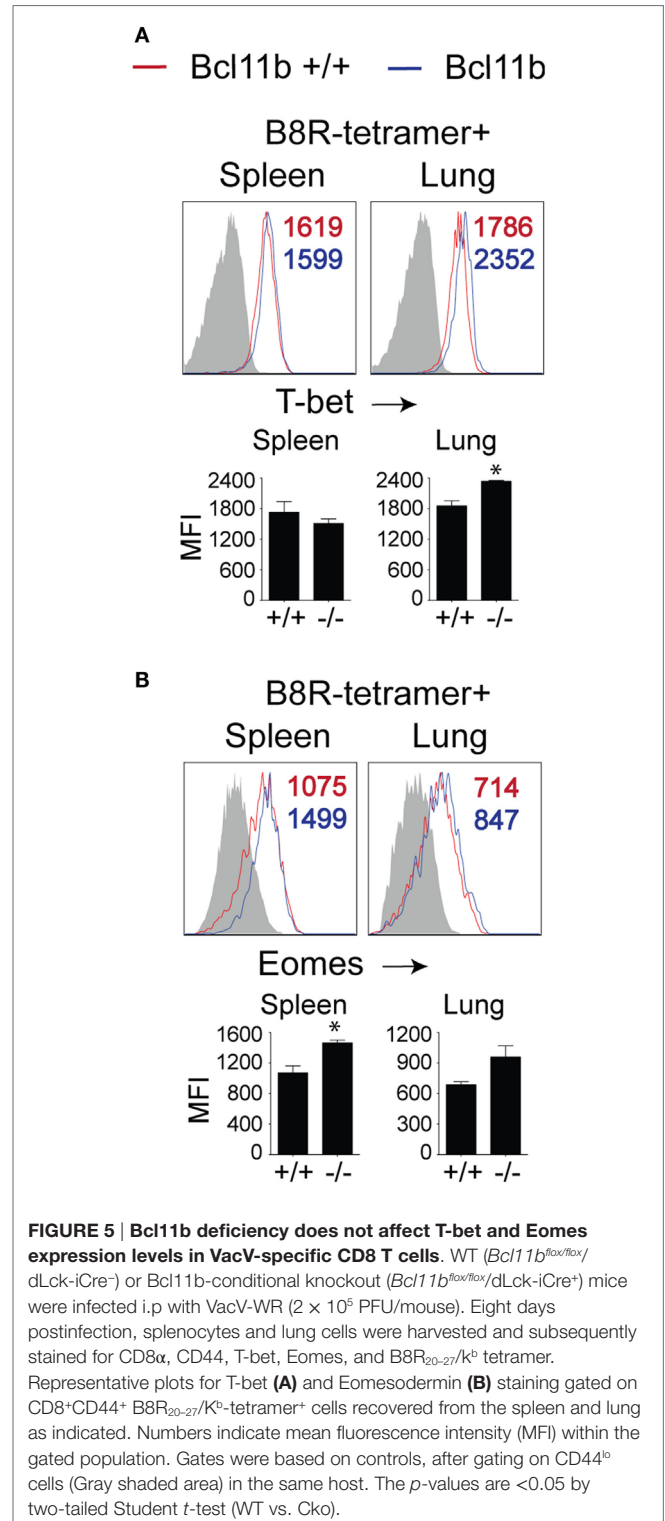 A
Bcl11b +/+ Bcl11b
B8R-tetramer+
Spleen Lung
1619 1786
1599 2352
T-bet
Spleen Lung
*
2400 2400
1800 1800
1200 1200
600 600
0 0
MFI
+/+ -/- +/+ -/-
B
B8R-tetramer+
Spleen Lung
1075 714
1499 847
Eomes
Spleen Lung
*
1600 1200
1200 900
800 600
400 300
0 0
MFI
+/+ -/- +/+ -/-
FIGURE 5 | Bcl11b deficiency does not affect T-bet and Eomes
expression levels in VacV-specific CD8 T cells. WT (Bcl11b^flox/flox/
dLck-iCre⁻) or Bcl11b-conditional knockout (Bcl11b^flox/flox/dLck-iCre⁺) mice
were infected i.p with VacV-WR (2 × 10⁵ PFU/mouse). Eight days
postinfection, splenocytes and lung cells were harvested and subsequently
stained for CD8α, CD44, T-bet, Eomes, and B8R₂₀₋₂₇/kᵇ tetramer.
Representative plots for T-bet (A) and Eomesodermin (B) staining gated on
CD8⁺CD44⁺ B8R₂₀₋₂₇/Kᵇ-tetramer⁺ cells recovered from the spleen and lung
as indicated. Numbers indicate mean fluorescence intensity (MFI) within the
gated population. Gates were based on controls, after gating on CD44ˡᵒ
cells (Gray shaded area) in the same host. The p-values are <0.05 by
two-tailed Student t-test (WT vs. Cko).